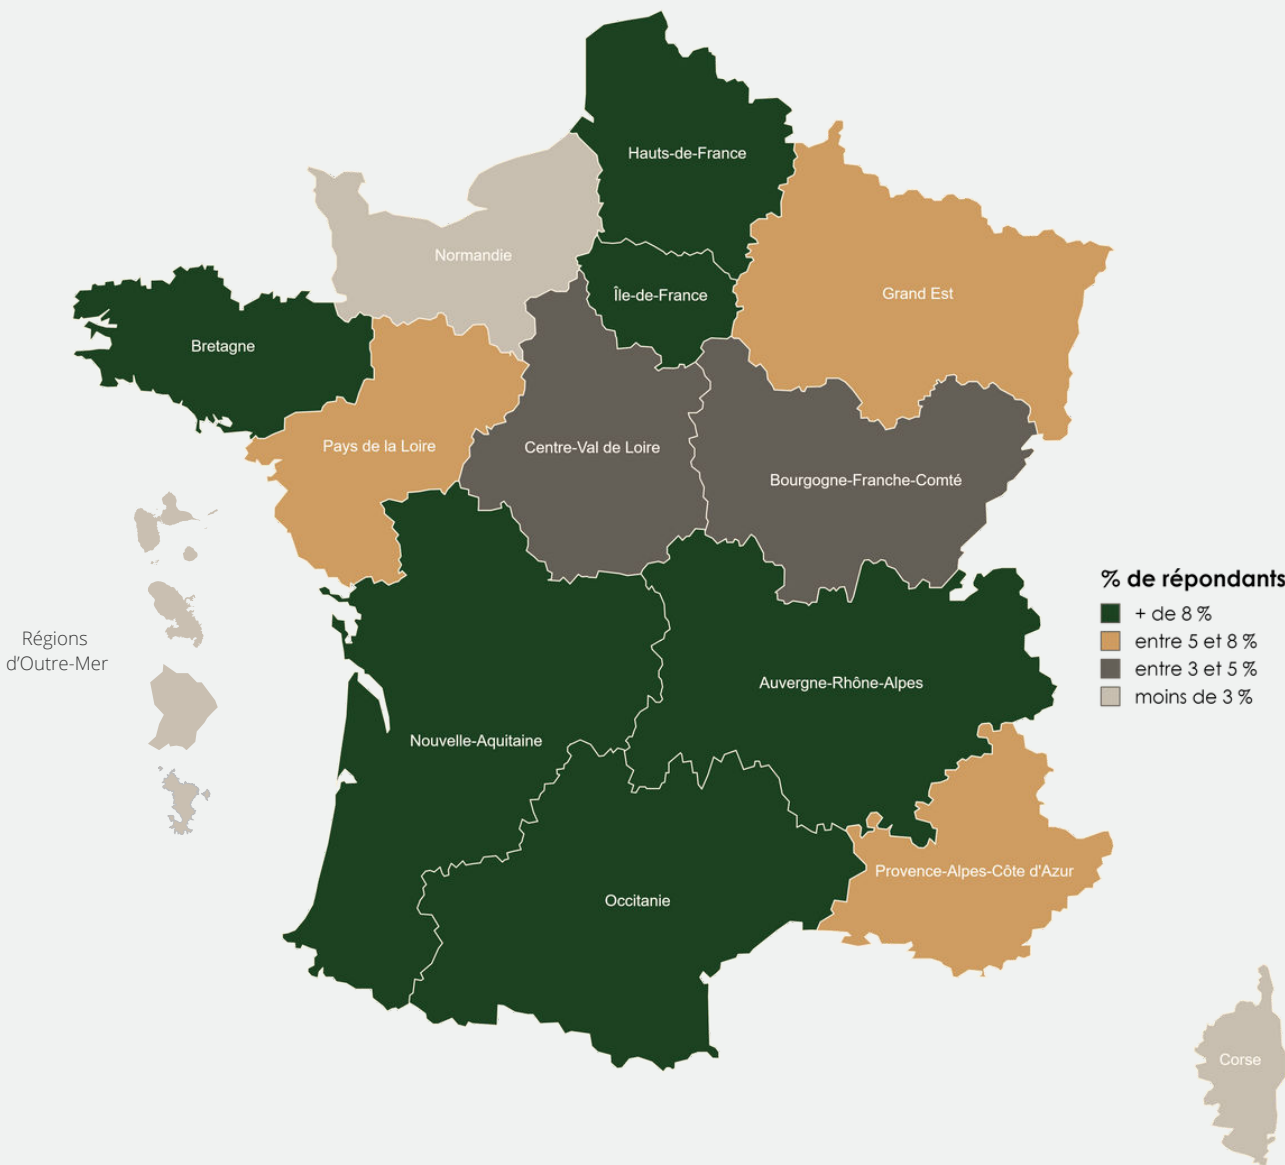 Hauts-de-France
Normandie
Île-de-France
Grand Est
Bretagne
Pays de la Loire
Centre-Val de Loire
Bourgogne-Franche-Comté
% de répondants
+ de 8 %
entre 5 et 8 %
entre 3 et 5 %
moins de 3 %
Régions
d'Outre-Mer
Auvergne-Rhône-Alpes
Nouvelle-Aquitaine
Provence-Alpes-Côte d'Azur
Occitanie
Corse